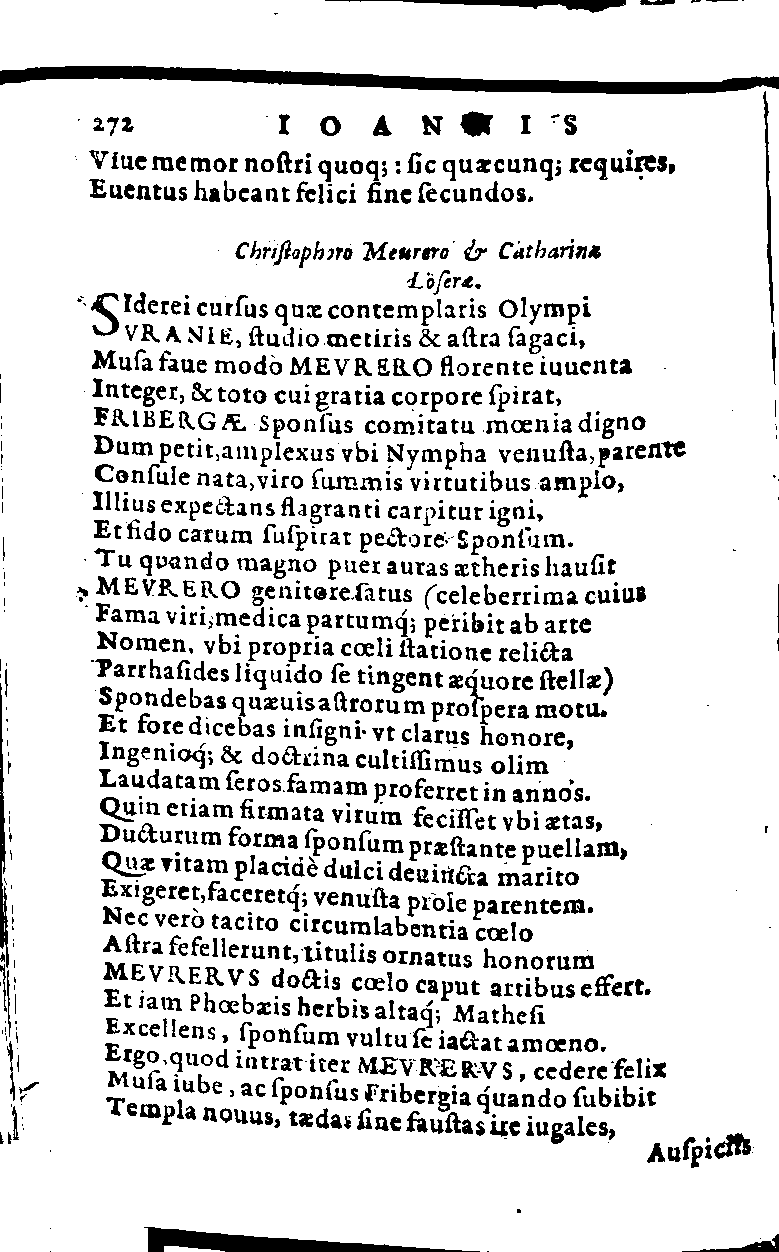 272 IOANNIS
Viue memor noſtri quoq; : ſic quæcunq; requires,
Euentus habeant felici fine ſecundos.
Chriſtophoro Meurero & Catharinæ
Löſeræ.
SIderei curſus quæ contemplaris Olympi
VRANIE, ſtudio metiris & aſtra ſagaci,
Muſa faue modò MEVRERO florente iuuenta
Integer, & toto cui gratia corpore ſpirat,
FRIBERGÆ Sponſus comitatu mœnia digno
Dum petit, amplexus vbi Nympha venuſta, parente
Conſule nata, viro ſummis virtutibus amplo,
Illius expectans flagranti carpitur igni,
Et fido carum ſuſpirat pectore Sponſum.
Tu quando magno puer auras ætheris hauſit
MEVRERO genitore ſatus (celeberrima cuius
Fama viri, medica partumq́; peribit ab arte
Nomen, vbi propria cœli ſtatione relicta
Parrhaſides liquido ſe tingent æquore ſtellæ)
Spondebas quæuis aſtrorum proſpera motu.
Et fore dicebas inſigni vt clarus honore,
Ingenioq́; & doctrina cultiſſimus olim
Laudatam ſeros famam proferret in annos.
Quin etiam firmata virum feciſſet vbi ætas,
Ducturum forma ſponſum præſtante puellam,
Quæ vitam placidè dulci deuincta marito
Exigeret, faceretq́; venuſta prole parentem.
Nec verò tacito circumlabentia cœlo
Aſtra fefellerunt, titulis ornatus honorum
MEVRERVS doctis cœlo caput artibus effert.
Et iam Phœbæis herbis altaq́; Matheſi
Excellens, ſponſum vultu ſe iactat amœno.
Ergo, quod intrat iter MEVRERVS, cedere felix
Muſa iube, ac ſponſus Fribergia quando ſubibit
Templa nouus, tædas ſine fauſtas ire iugales,
Auſpiciis